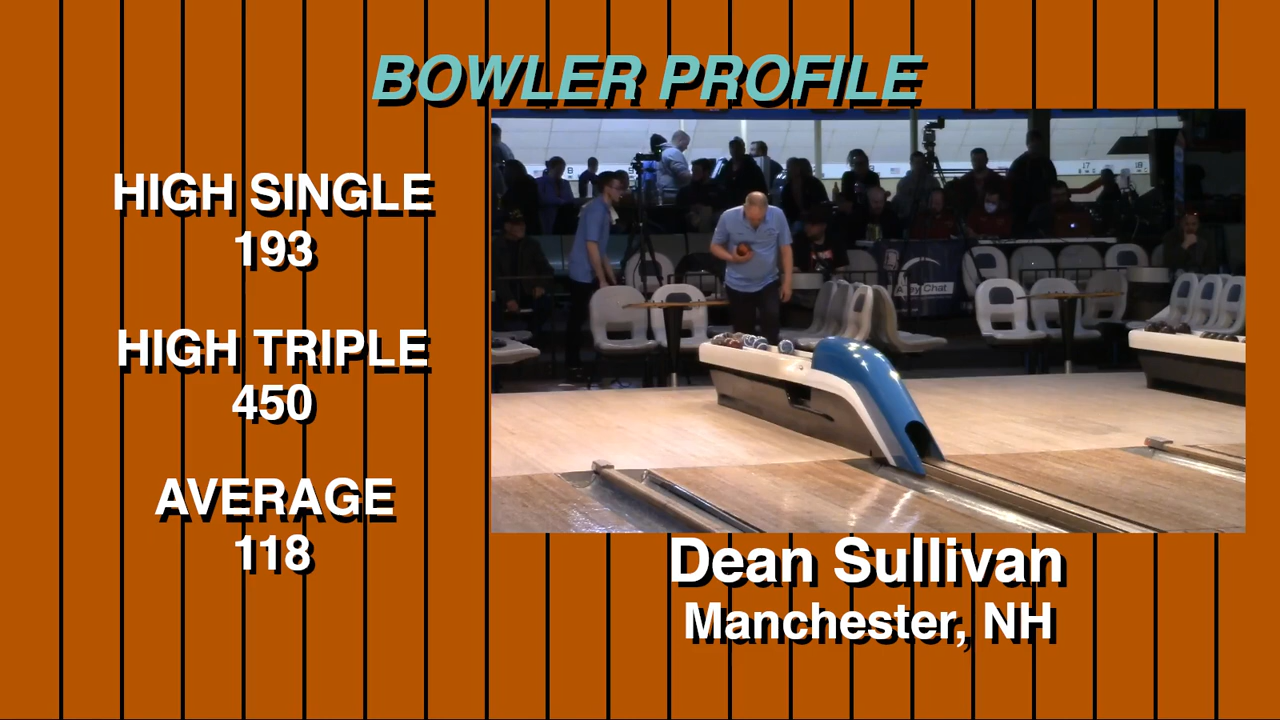 BOWLER PROFILE
HIGH SINGLE
193
HIGH TRIPLE
450
AVERAGE
118
Dean Sullivan
Manchester, NH